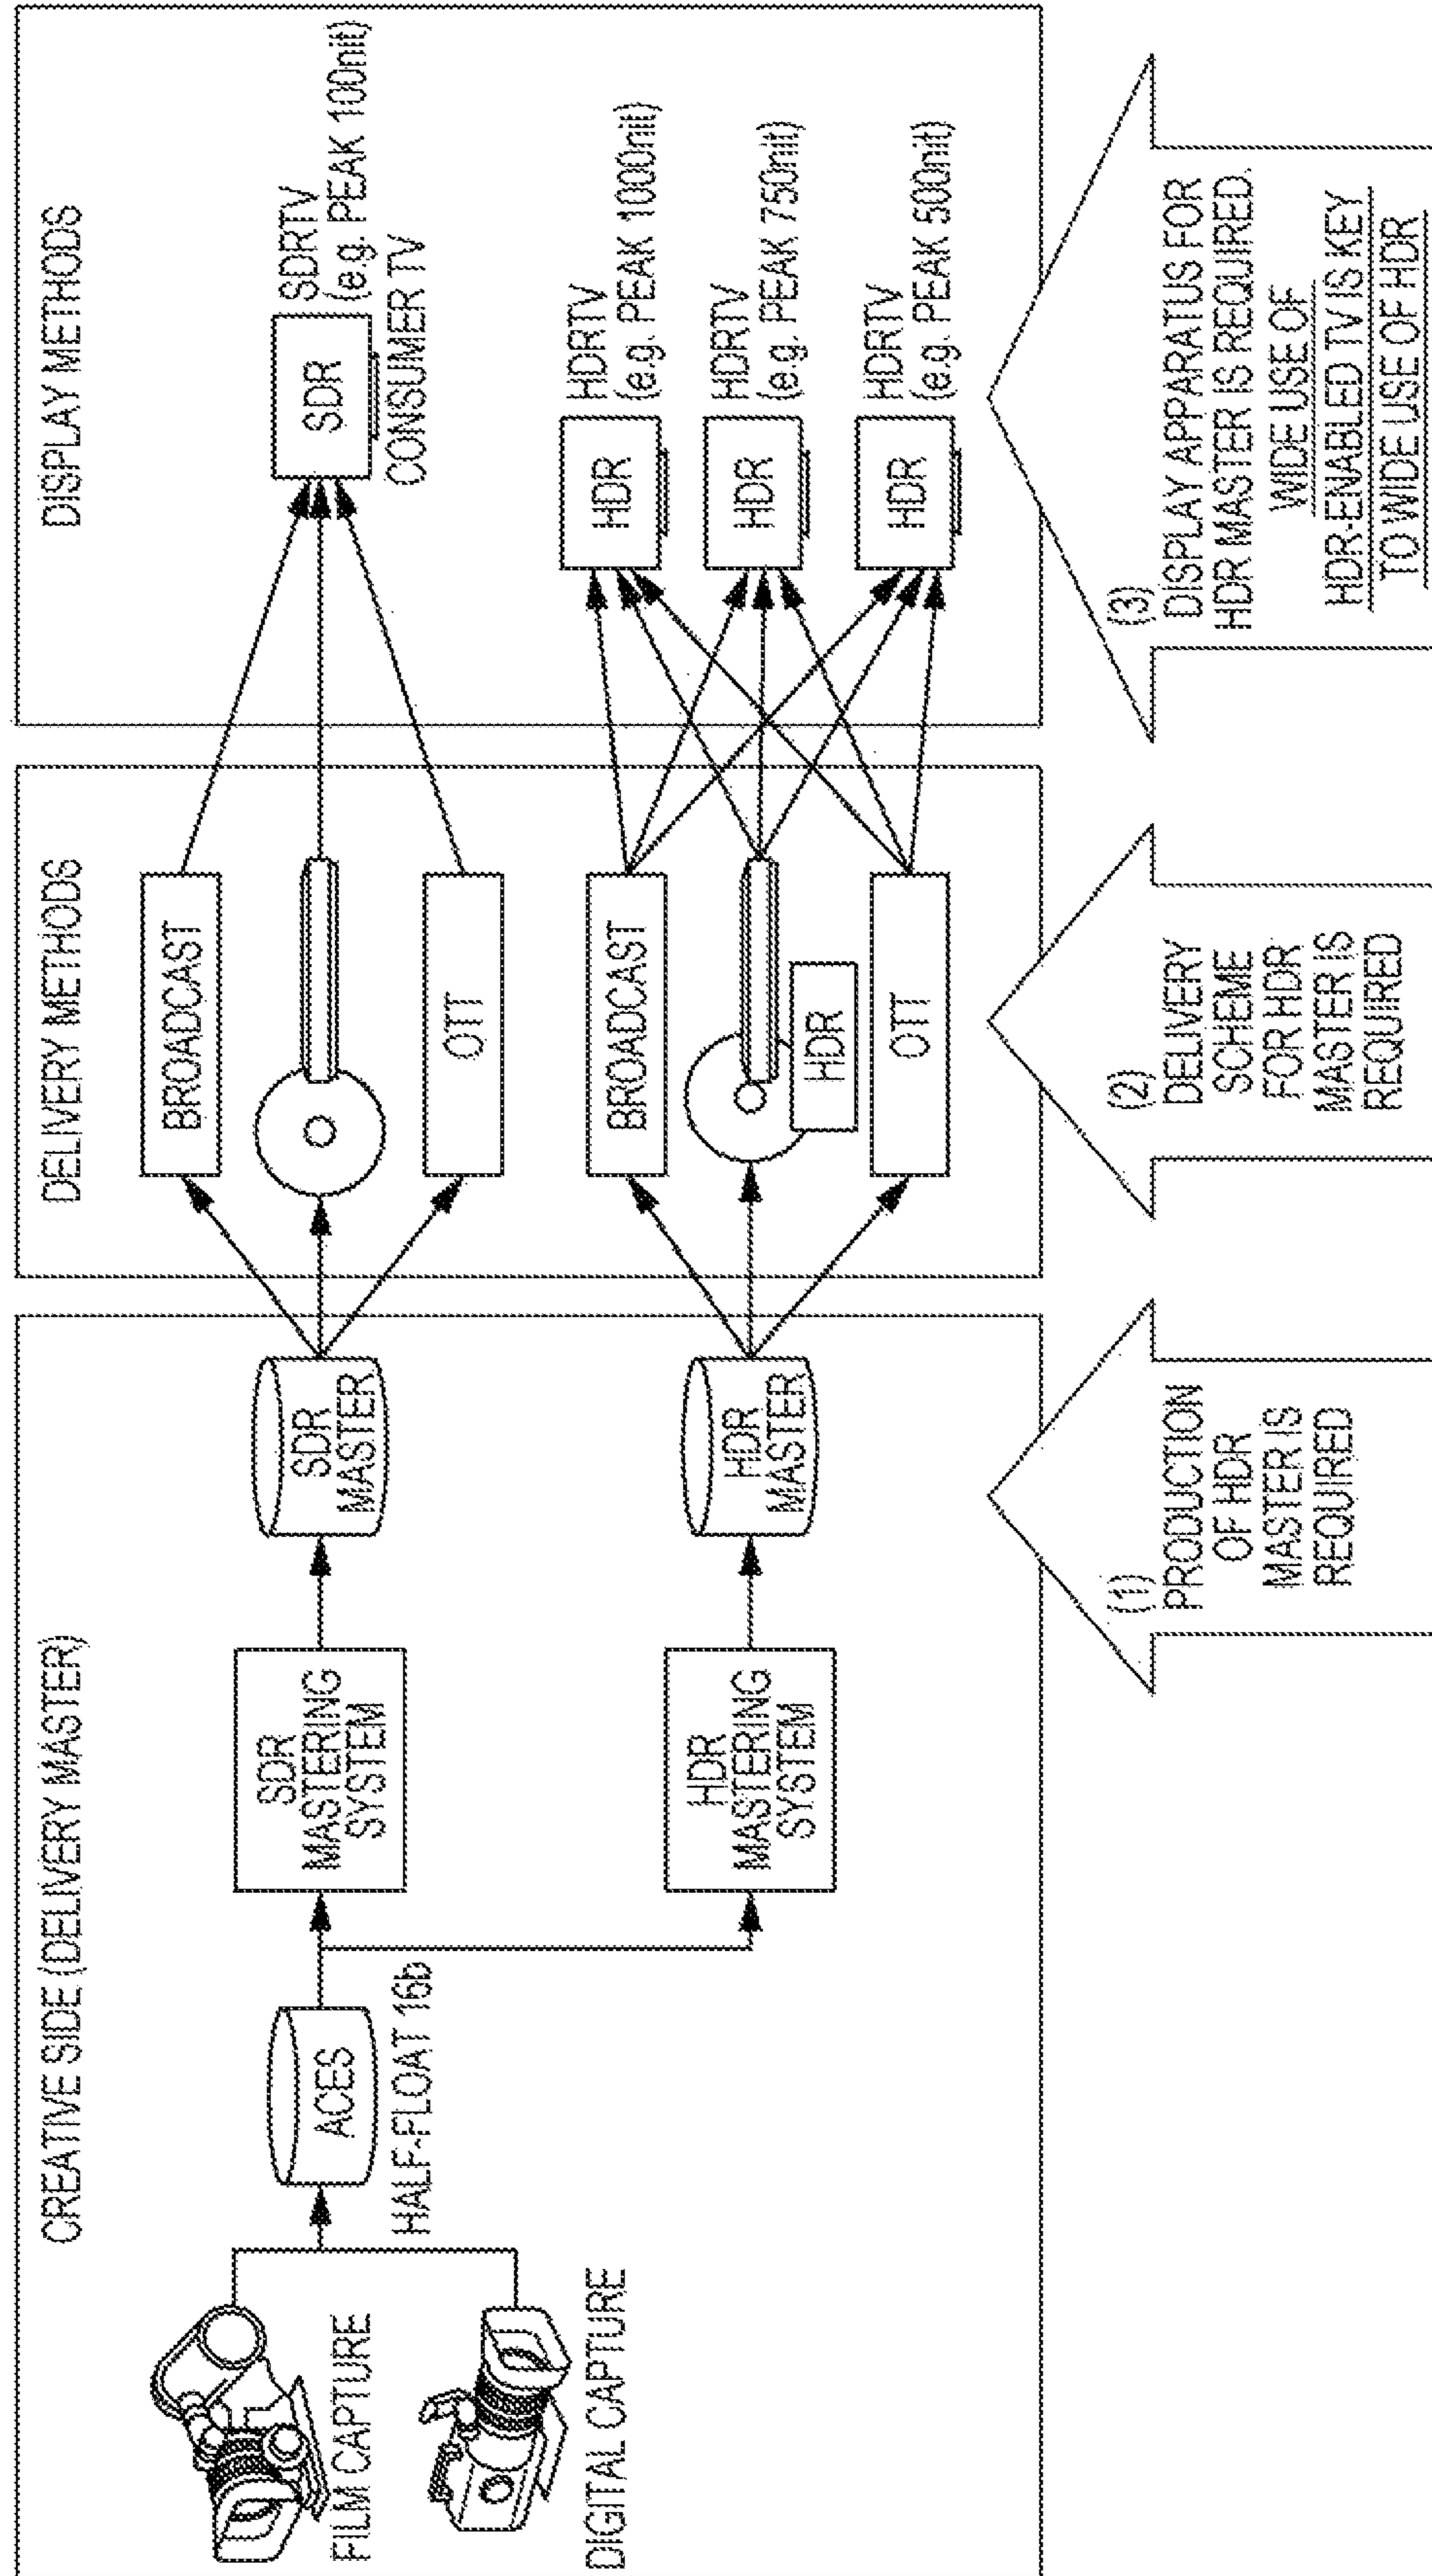 CREATIVE SIDE (DELIVERY MASTER)
FILM CAPTURE
DIGITAL CAPTURE
ACES
HALF-FLOAT 16b
SDR
MASTERING
SYSTEM
SDR
MASTER
HDR
MASTERING
SYSTEM
HDR
MASTER
DELIVERY METHODS
BROADCAST
OTT
BROADCAST
HDR
OTT
DISPLAY METHODS
SDR
SDRTV
(e.g. PEAK 100nit)
CONSUMER TV
HDR
HDRTV
(e.g. PEAK 1000nit)
HDR
HDRTV
(e.g. PEAK 750nit)
HDR
HDRTV
(e.g. PEAK 500nit)
(1)
PRODUCTION
OF HDR
MASTER IS
REQUIRED
(2)
DELIVERY
SCHEME
FOR HDR
MASTER IS
REQUIRED
(3)
DISPLAY APPARATUS FOR
HDR MASTER IS REQUIRED.
WIDE USE OF
HDR-ENABLED TV IS KEY
TO WIDE USE OF HDR